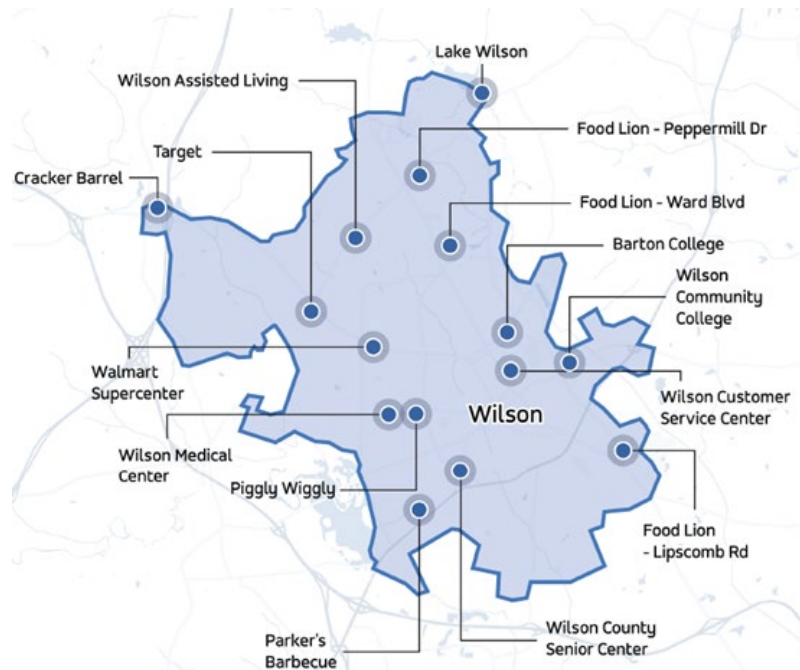 Lake Wilson
Wilson Assisted Living
Food Lion - Peppermill Dr
Target
Cracker Barrel
Food Lion - Ward Blvd
Barton College
Wilson
Community
College
Walmart
Supercenter
Wilson Customer
Service Center
Wilson
Wilson Medical
Center
Piggly Wiggly
Food Lion
- Lipscomb Rd
Parker's
Barbecue
Wilson County
Senior Center